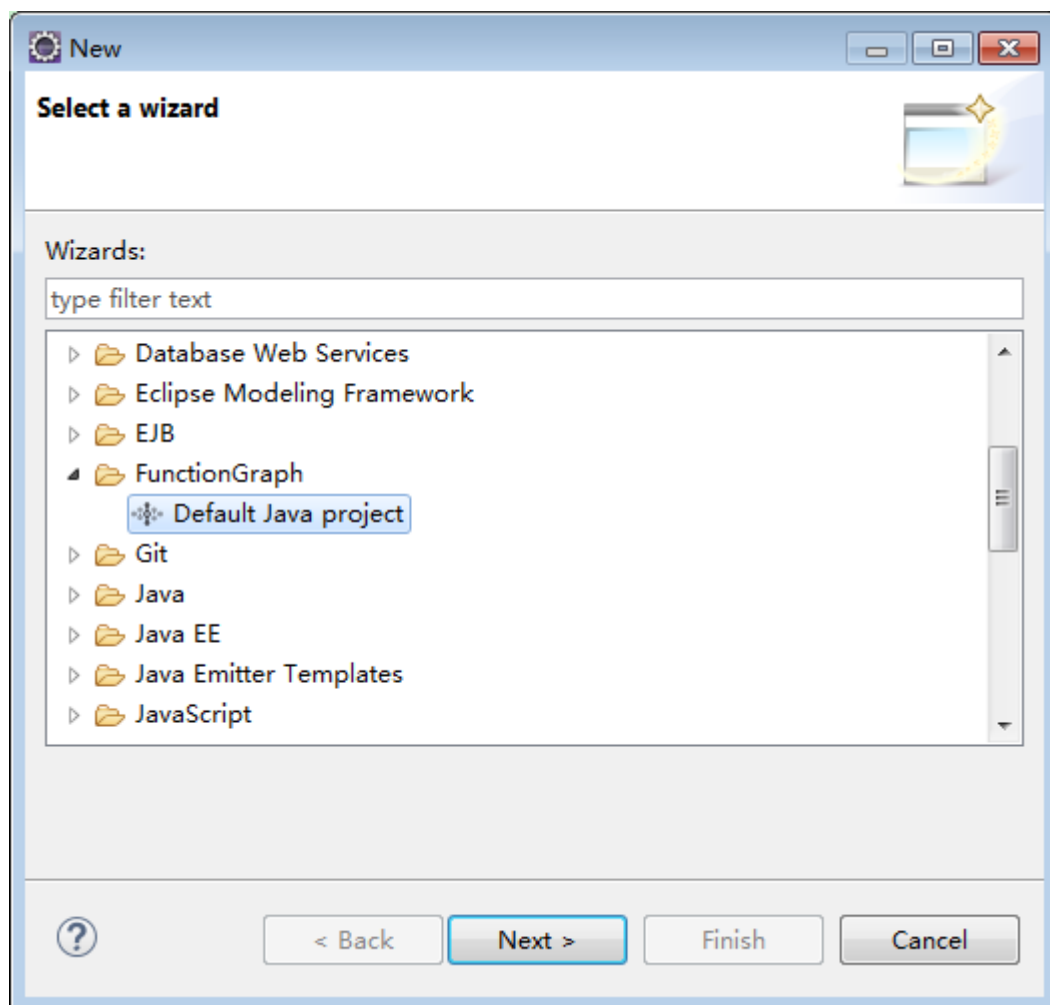 New
Select a wizard
Wizards:
type filter text
Database Web Services
Eclipse Modeling Framework
EJB
FunctionGraph
Default Java project
Git
Java
Java EE
Java Emitter Templates
JavaScript
? < Back Next > Finish Cancel